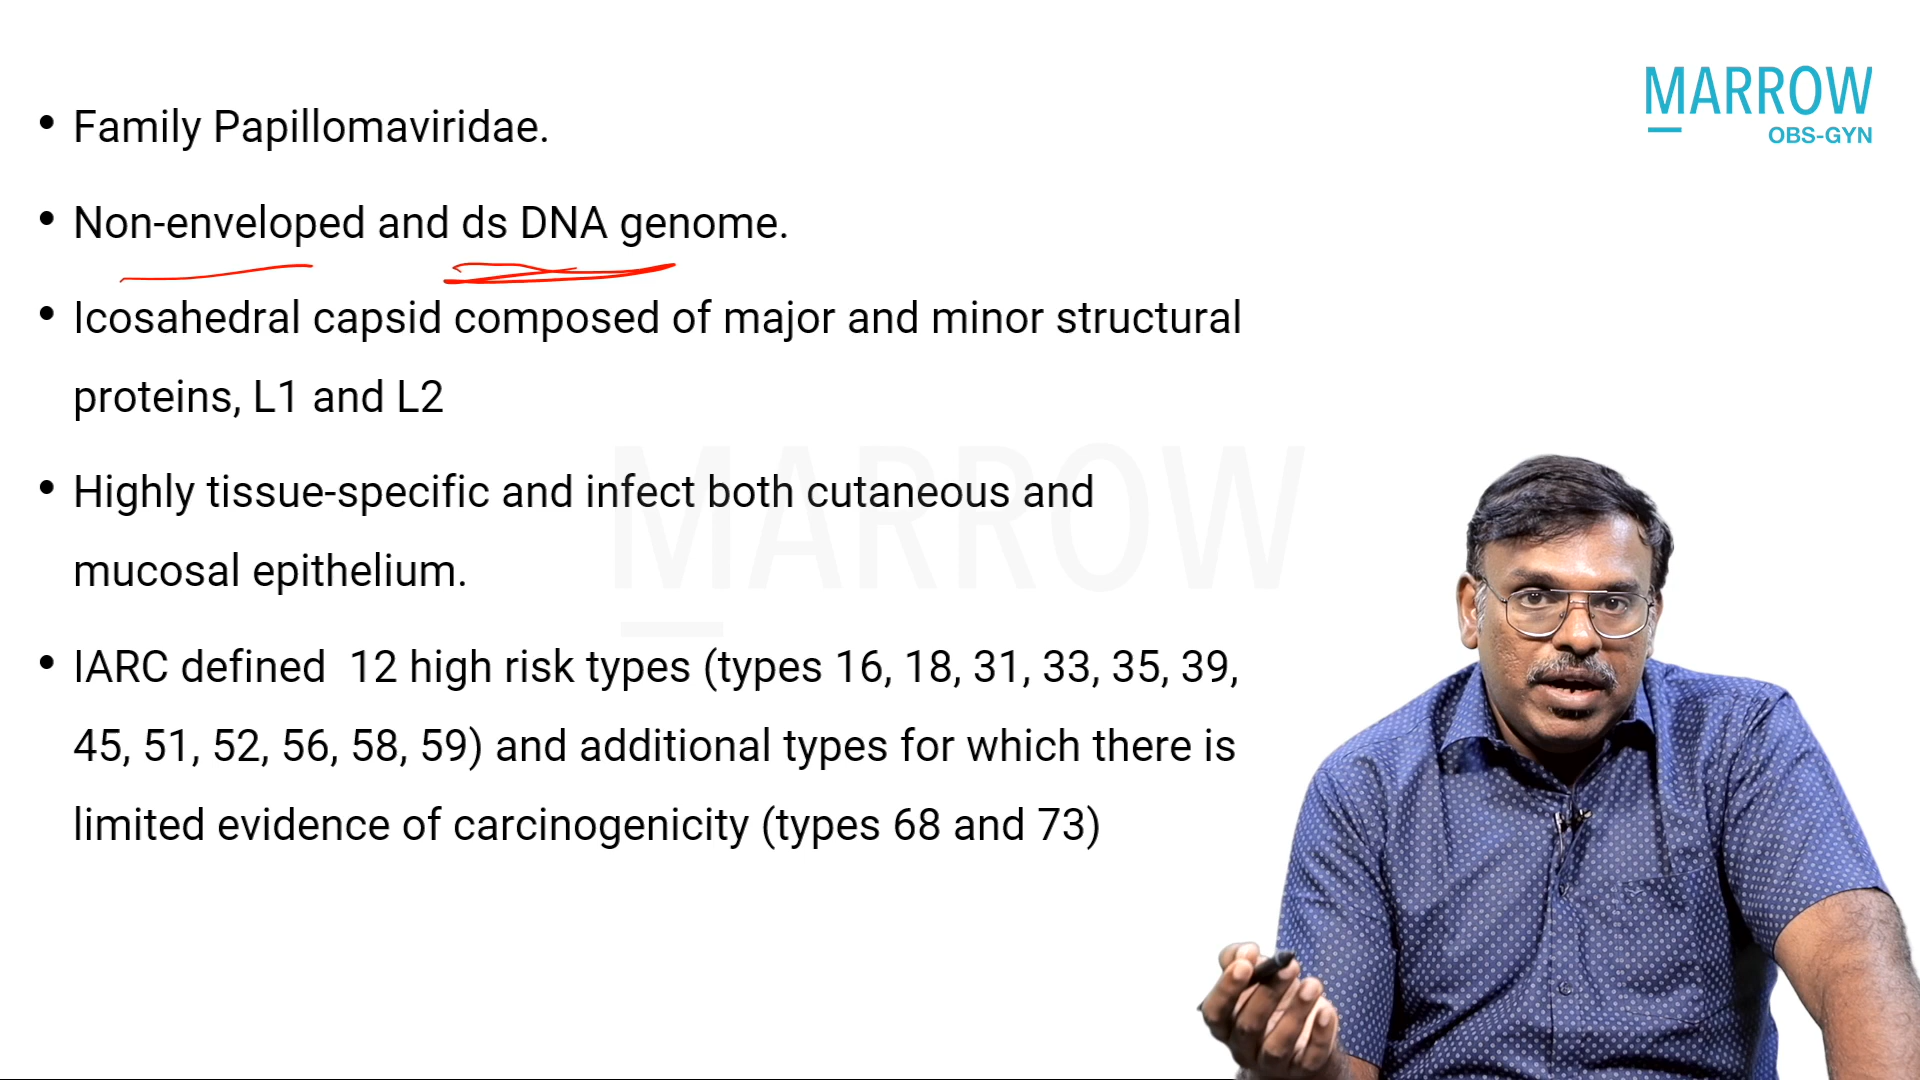 MARROW
OBS-GYN
• Family Papillomaviridae.
• Non-enveloped and ds DNA genome.
• Icosahedral capsid composed of major and minor structural
proteins, L1 and L2
• Highly tissue-specific and infect both cutaneous and
mucosal epithelium.
• IARC defined  12 high risk types (types 16, 18, 31, 33, 35, 39,
45, 51, 52, 56, 58, 59) and additional types for which there is
limited evidence of carcinogenicity (types 68 and 73)
MARROW